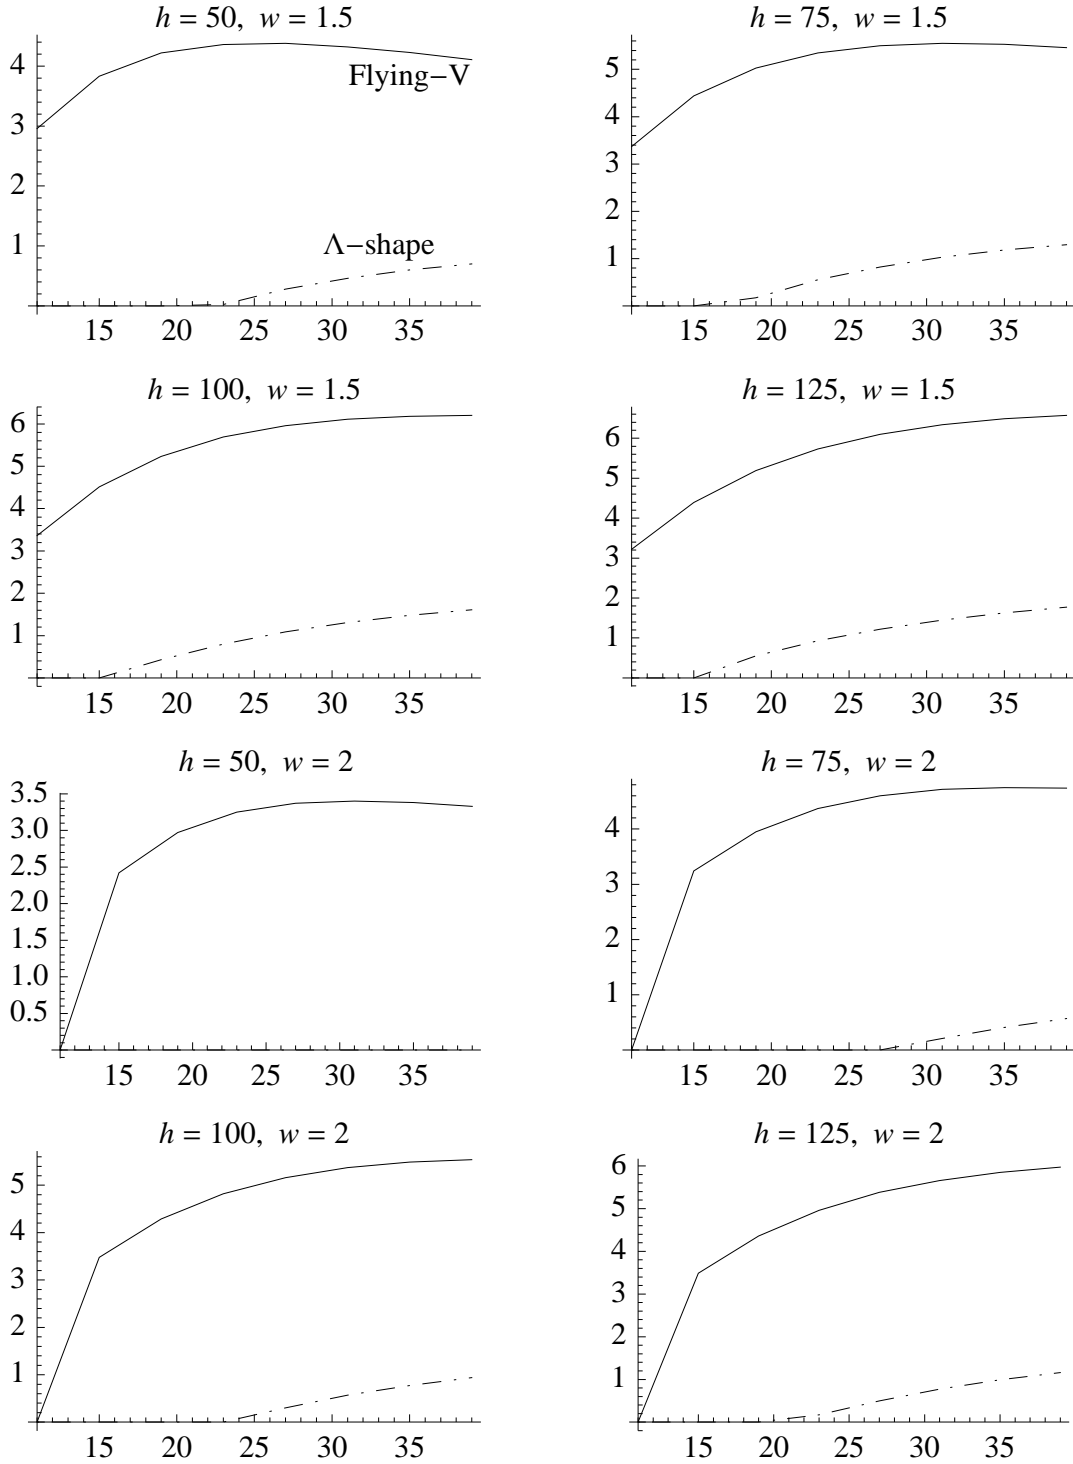 h = 50, w = 1.5
4
3
2
1
Flying−V
Λ−shape
15 20 25 30 35
h = 75, w = 1.5
5
4
3
2
1
15 20 25 30 35
h = 100, w = 1.5
6
5
4
3
2
1
15 20 25 30 35
h = 125, w = 1.5
6
5
4
3
2
1
15 20 25 30 35
h = 50, w = 2
3.5
3.0
2.5
2.0
1.5
1.0
0.5
15 20 25 30 35
h = 75, w = 2
4
3
2
1
15 20 25 30 35
h = 100, w = 2
5
4
3
2
1
15 20 25 30 35
h = 125, w = 2
6
5
4
3
2
1
15 20 25 30 35